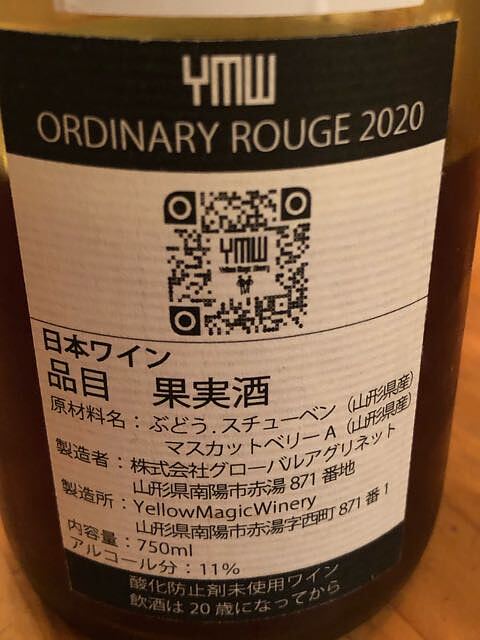 YMW
ORDINARY ROUGE 2020
YMW
日本ワイン
品目 果実酒
原材料名：ぶどう．スチューベン（山形県産）
マスカットベリーA（山形県産）
製造者：株式会社グローバルアグリネット
山形県南陽市赤湯 871 番地
製造所：YellowMagicWinery
山形県南陽市赤湯字西町 871 番 1
内容量：750ml
アルコール分：11%
酸化防止剤未使用ワイン
飲酒は 20 歳になってから